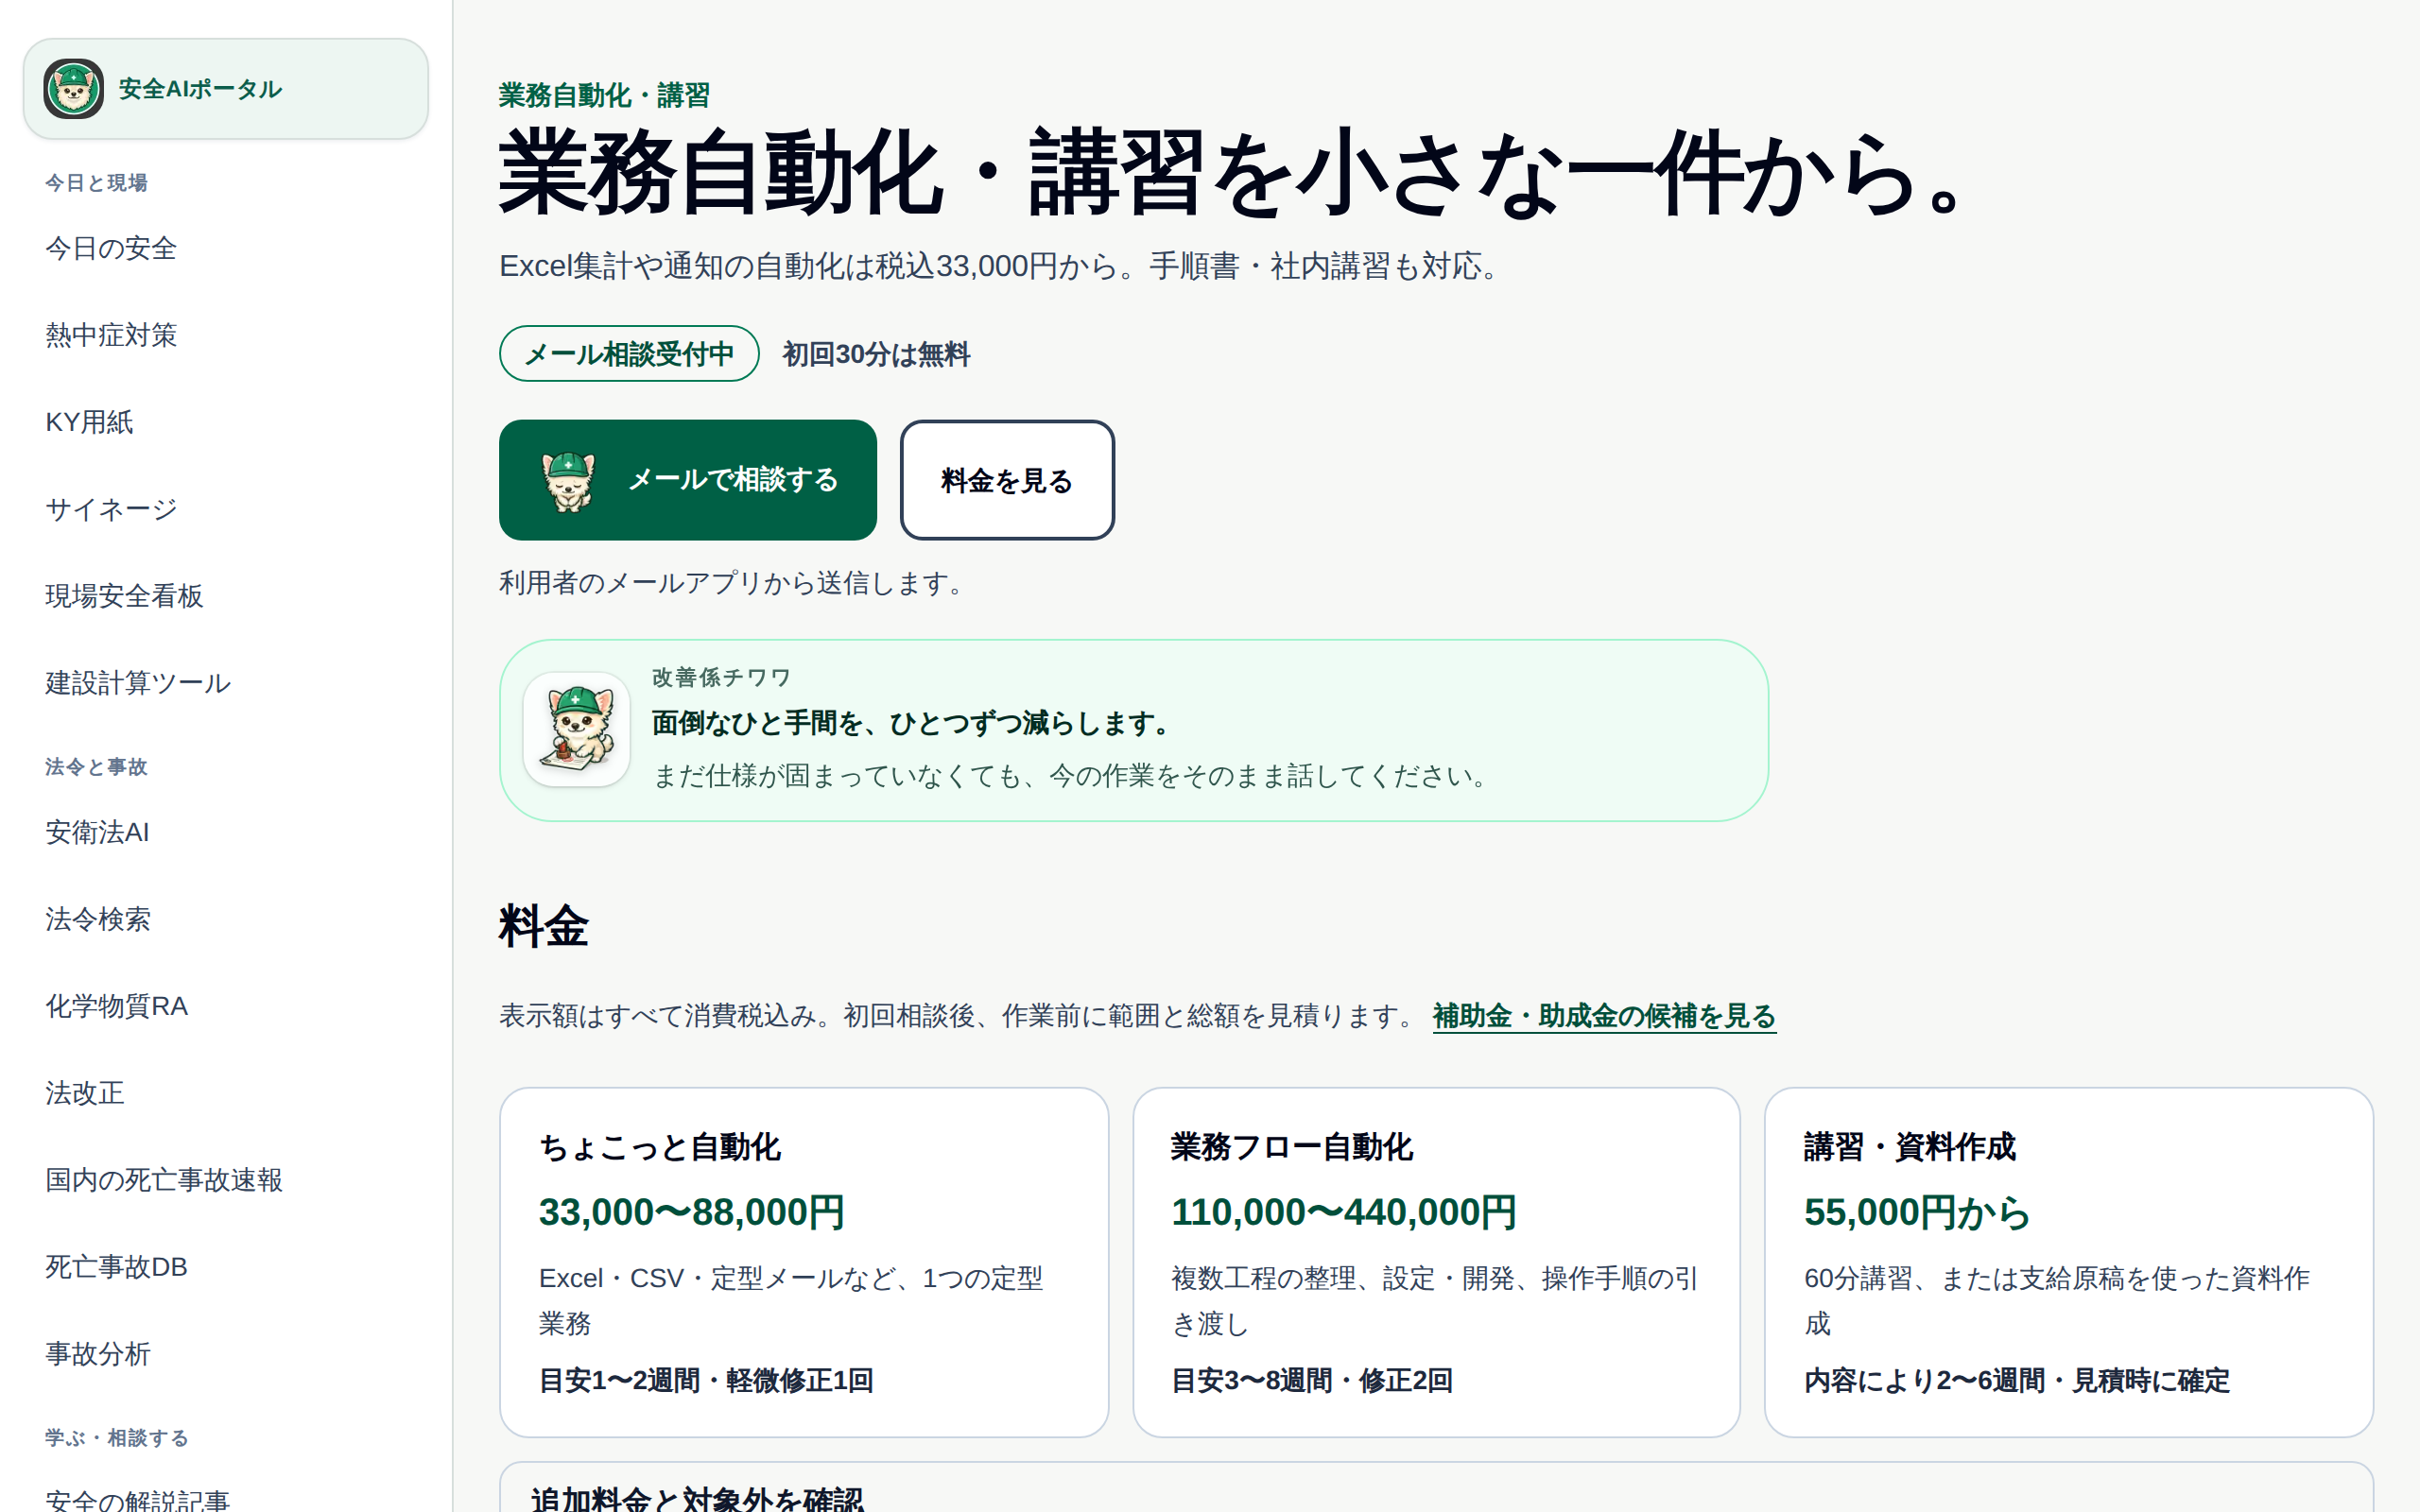 安全AIポータル
今日と現場
今日の安全
熱中症対策
KY用紙
サイネージ
現場安全看板
建設計算ツール
法令と事故
安衛法AI
法令検索
化学物質RA
法改正
国内の死亡事故速報
死亡事故DB
事故分析
学ぶ・相談する
安全の解説記事
業務自動化・講習
業務自動化・講習を小さな一件から。
Excel集計や通知の自動化は税込33,000円から。手順書・社内講習も対応。
メール相談受付中 初回30分は無料
メールで相談する 料金を見る
利用者のメールアプリから送信します。
改善係チワワ
面倒なひと手間を、ひとつずつ減らします。
まだ仕様が固まっていなくても、今の作業をそのまま話してください。
料金
表示額はすべて消費税込み。初回相談後、作業前に範囲と総額を見積ります。 補助金・助成金の候補を見る
ちょこっと自動化
33,000〜88,000円
Excel・CSV・定型メールなど、1つの定型
業務
目安1〜2週間・軽微修正1回
業務フロー自動化
110,000〜440,000円
複数工程の整理、設定・開発、操作手順の引
き渡し
目安3〜8週間・修正2回
講習・資料作成
55,000円から
60分講習、または支給原稿を使った資料作
成
内容により2〜6週間・見積時に確定
追加料金と対象外を確認